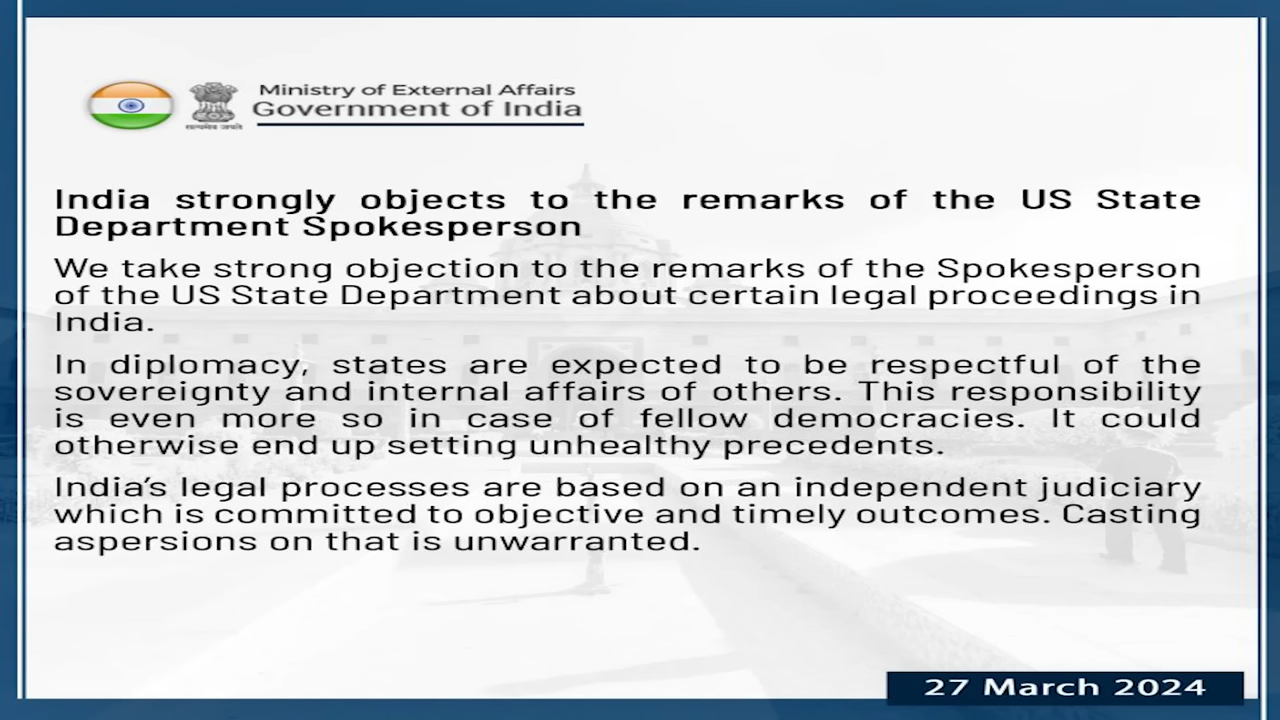 Ministry of External Affairs
Government of India
सत्यमेव जयते
India strongly objects to the remarks of the US State
Department Spokesperson
We take strong objection to the remarks of the Spokesperson
of the US State Department about certain legal proceedings in
India.
In diplomacy, states are expected to be respectful of the
sovereignty and internal affairs of others. This responsibility
is even more so in case of fellow democracies. It could
otherwise end up setting unhealthy precedents.
India's legal processes are based on an independent judiciary
which is committed to objective and timely outcomes. Casting
aspersions on that is unwarranted.
27 March 2024